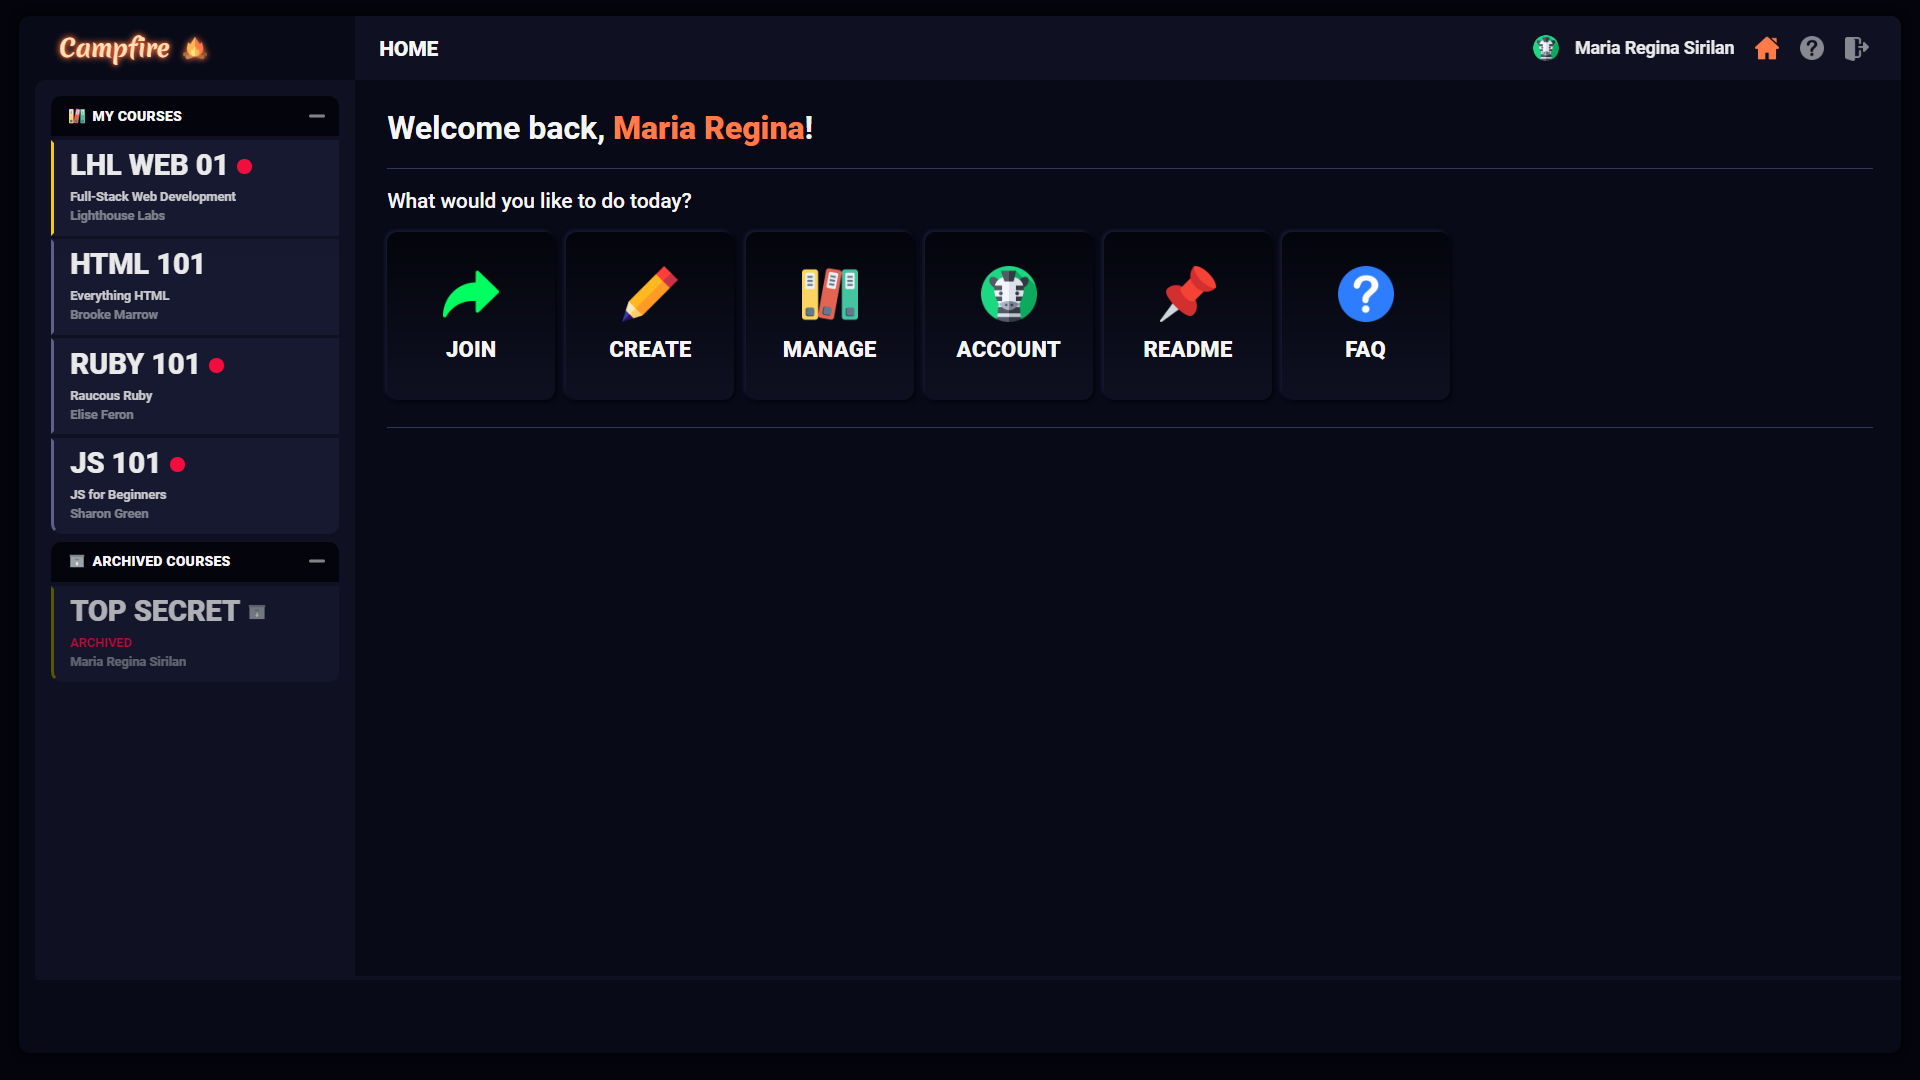 Campfire
HOME
Maria Regina Sirilan
MY COURSES
LHL WEB 01
Full-Stack Web Development
Lighthouse Labs
HTML 101
Everything HTML
Brooke Marrow
RUBY 101
Raucous Ruby
Elise Feron
JS 101
JS for Beginners
Sharon Green
ARCHIVED COURSES
TOP SECRET
ARCHIVED
Maria Regina Sirilan
Welcome back, Maria Regina!
What would you like to do today?
JOIN
CREATE
MANAGE
ACCOUNT
README
FAQ